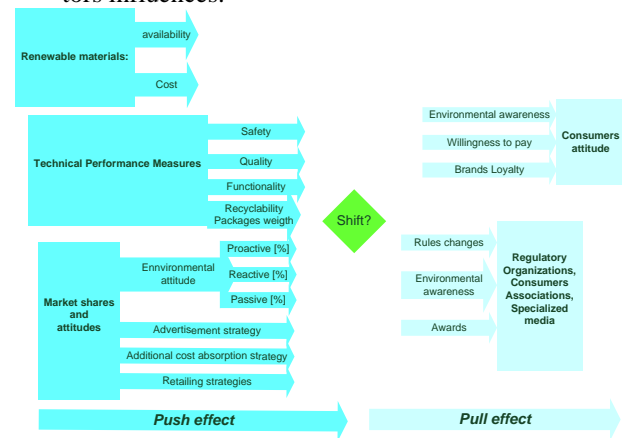 tors influences.
availability
Renewable materials:
Cost
Safety
Technical Performance Measures
Quality
Functionality
Recyclability
Packages weigth
Proactive [%]
Ennvironmental
attitude
Reactive [%]
Passive [%]
Market shares
and
attitudes
Advertisement strategy
Additional cost absorption strategy
Retailing strategies
Push effect
Shift?
Environmental awareness
Willingness to pay
Brands Loyalty
Consumers
attitude
Rules changes
Environmental
awareness
Awards
Regulatory
Organizations,
Consumers
Associations,
Specialized
media
Pull effect